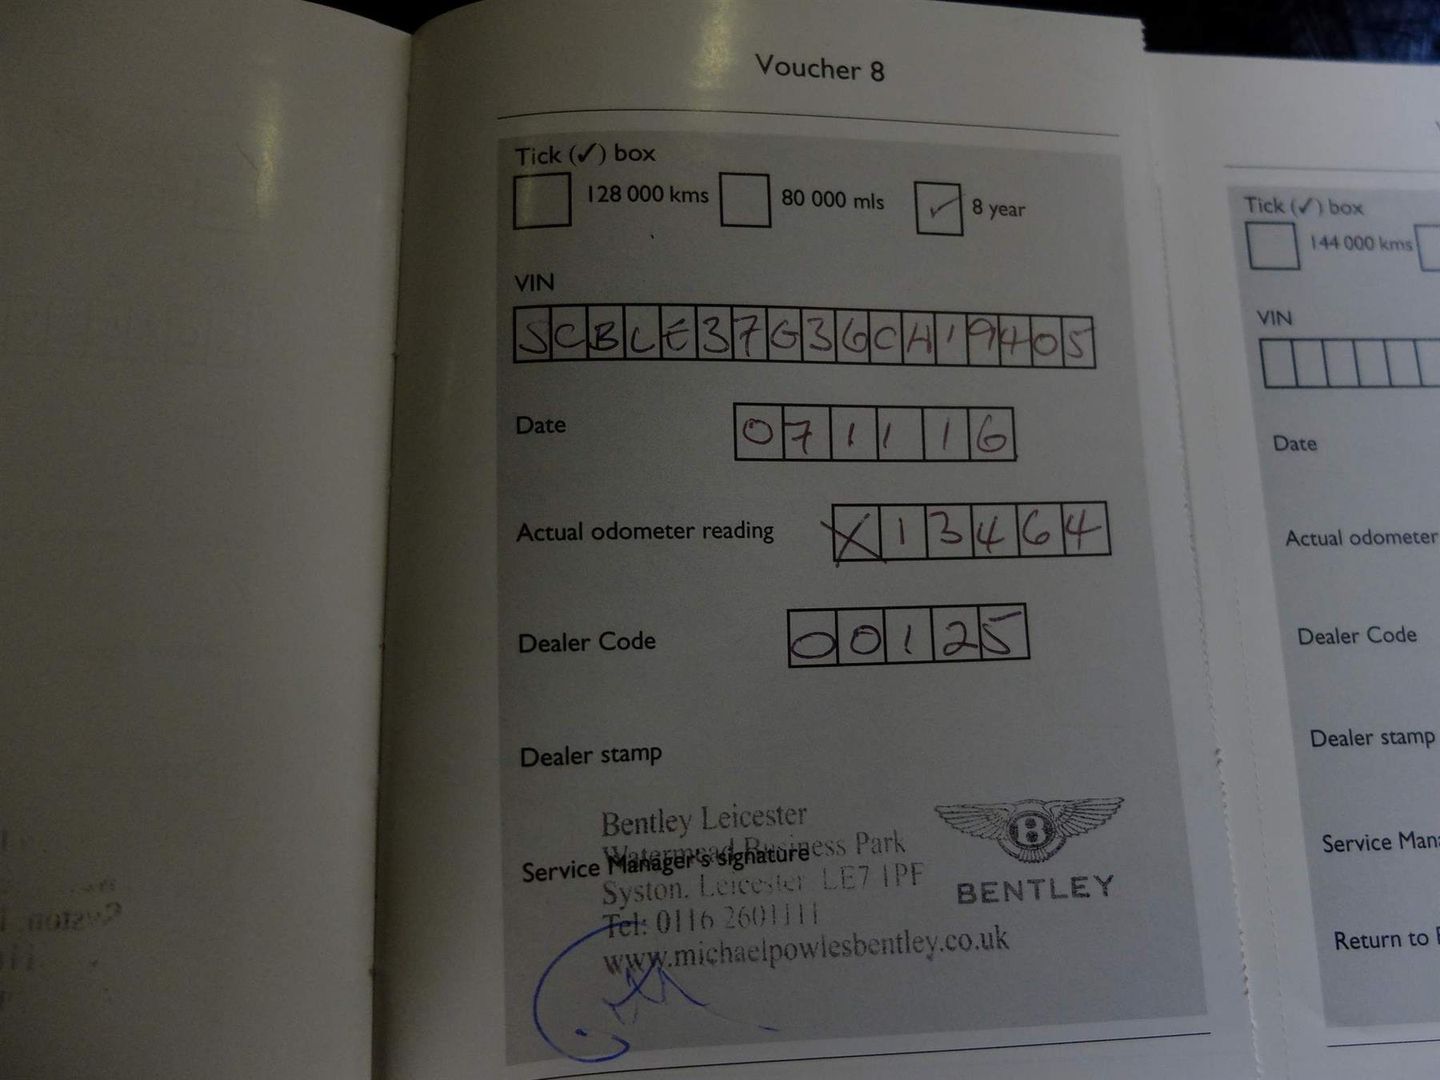 Voucher 8
Tick (✓) box
128 000 kms
80 000 mls
✓ 8 year
VIN
SCBLE37G36CH19405
Date
071116
Actual odometer reading
X13464
Dealer Code
00125
Dealer stamp
Bentley Leicester
Watermead Business Park
Service Manager's signature
Syston, Leicester LE7 1PF
Tel: 0116 2601111
www.michaelpowlesbentley.co.uk
B
BENTLEY
Tick (✓) box
144 000 kms
VIN
Date
Actual odometer
Dealer Code
Dealer stamp
Service Man
Return to